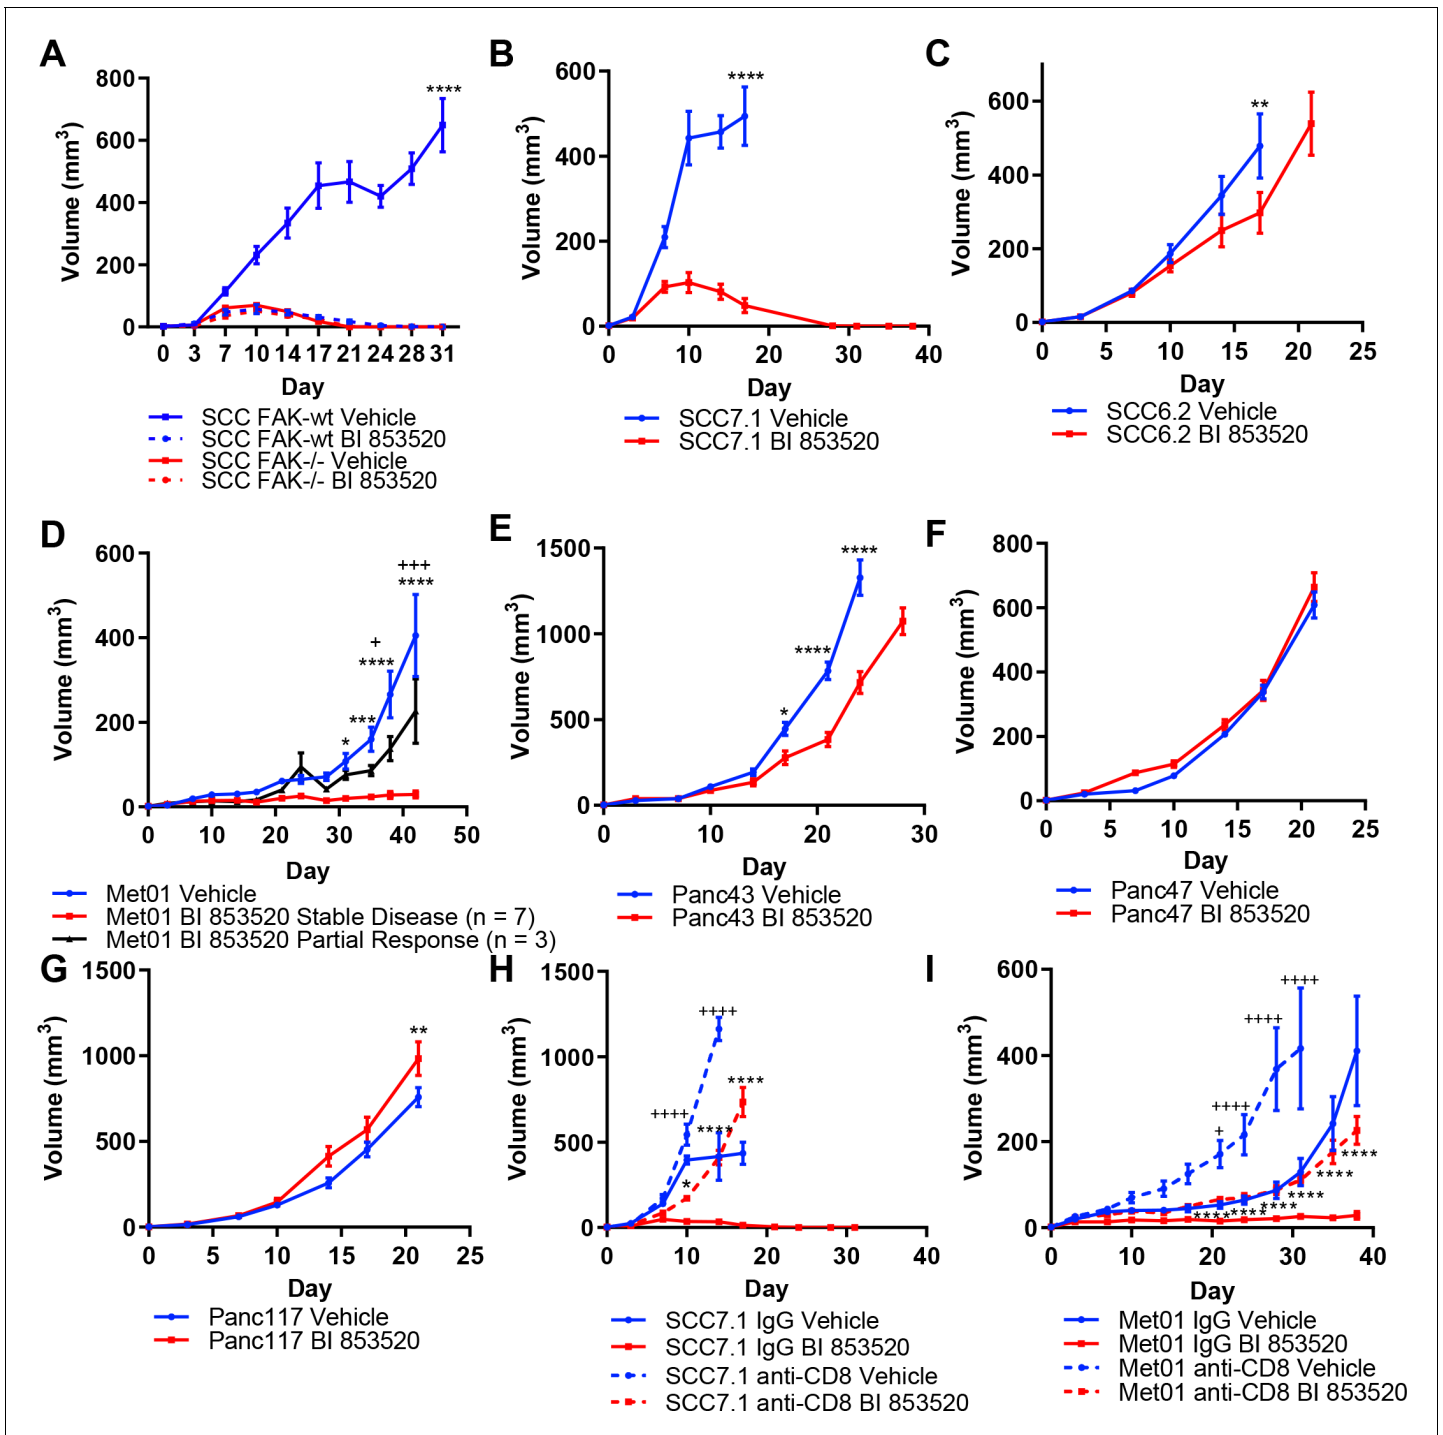 A
800
600
400
200
0
Volume (mm3)
****
0 3 7 10 14 17 21 24 28 31
Day
SCC FAK-wt Vehicle
SCC FAK-wt BI 853520
SCC FAK-/- Vehicle
SCC FAK-/- BI 853520
B
600
400
200
0
Volume (mm3)
****
0 10 20 30 40
Day
SCC7.1 Vehicle
SCC7.1 BI 853520
C
600
400
200
0
Volume (mm3)
**
0 5 10 15 20 25
Day
SCC6.2 Vehicle
SCC6.2 BI 853520
D
600
400
200
0
Volume (mm3)
+++
****
+
****
***
*
0 10 20 30 40 50
Day
Met01 Vehicle
Met01 BI 853520 Stable Disease (n = 7)
Met01 BI 853520 Partial Response (n = 3)
E
1500
1000
500
0
Volume (mm3)
****
****
*
0 10 20 30
Day
Panc43 Vehicle
Panc43 BI 853520
F
800
600
400
200
0
Volume (mm3)
0 5 10 15 20 25
Day
Panc47 Vehicle
Panc47 BI 853520
G
1500
1000
500
0
Volume (mm3)
**
0 5 10 15 20 25
Day
Panc117 Vehicle
Panc117 BI 853520
H
1500
1000
500
0
Volume (mm3)
++++
****
++++
****
*
0 10 20 30 40
Day
SCC7.1 IgG Vehicle
SCC7.1 IgG BI 853520
SCC7.1 anti-CD8 Vehicle
SCC7.1 anti-CD8 BI 853520
I
600
400
200
0
Volume (mm3)
++++
++++
++++
+
****
****
****
****
****
****
0 10 20 30 40
Day
Met01 IgG Vehicle
Met01 IgG BI 853520
Met01 anti-CD8 Vehicle
Met01 anti-CD8 BI 853520